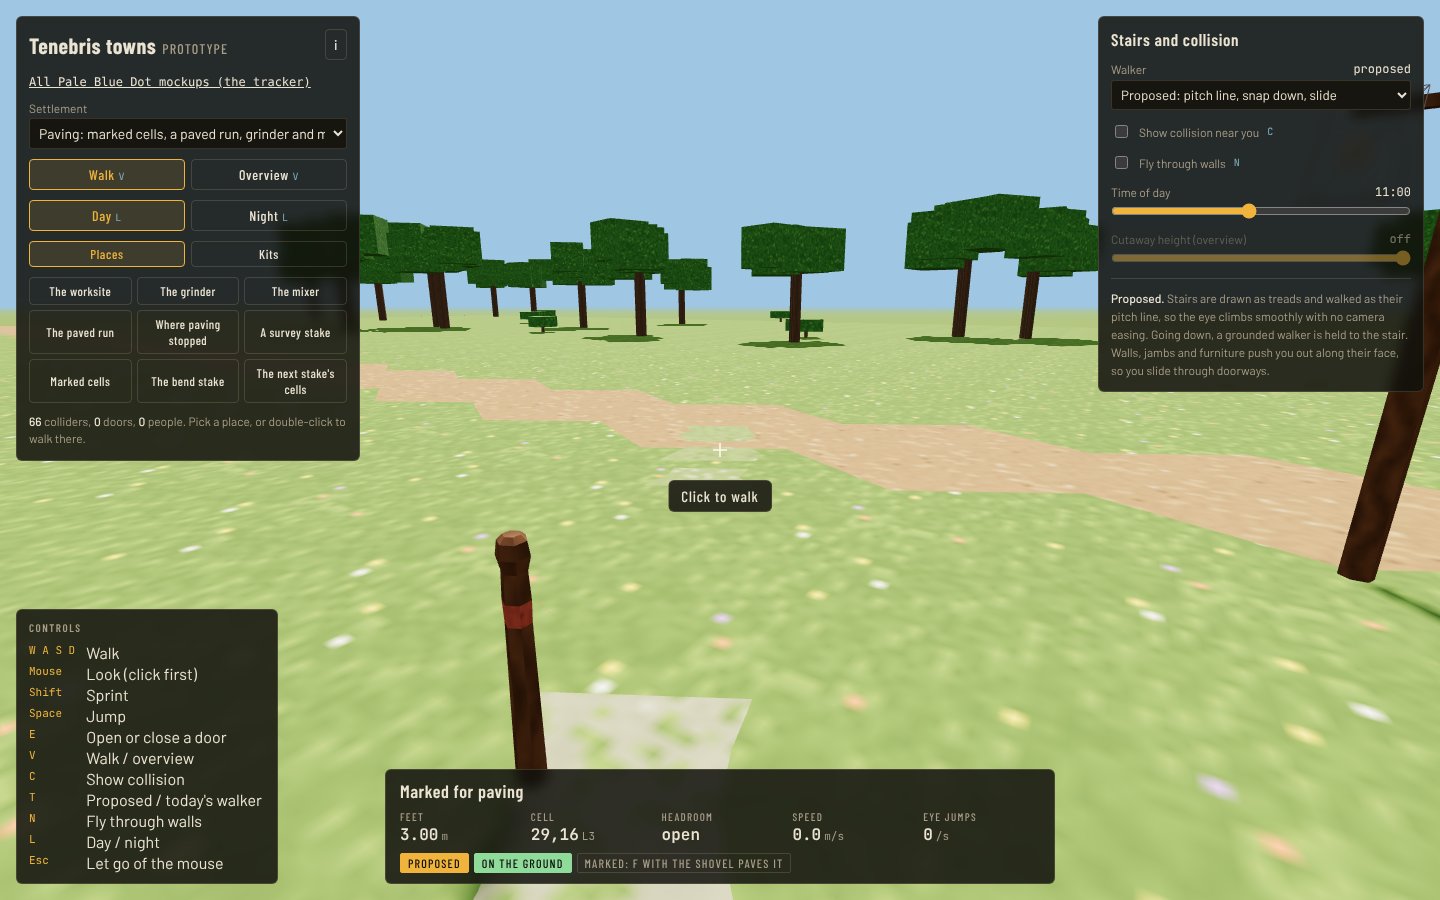 Tenebris towns PROTOTYPE
i
All Pale Blue Dot mockups (the tracker)
Settlement
Paving: marked cells, a paved run, grinder and m
Walk V
Overview V
Day L
Night L
Places
Kits
The worksite
The grinder
The mixer
The paved run
Where paving
stopped
A survey stake
Marked cells
The bend stake
The next stake's
cells
66 colliders, 0 doors, 0 people. Pick a place, or double-click to
walk there.
Stairs and collision
Walker proposed
Proposed: pitch line, snap down, slide
Show collision near you C
Fly through walls N
Time of day 11:00
Cutaway height (overview) off
Proposed. Stairs are drawn as treads and walked as their
pitch line, so the eye climbs smoothly with no camera
easing. Going down, a grounded walker is held to the stair.
Walls, jambs and furniture push you out along their face,
so you slide through doorways.
Click to walk
CONTROLS
W A S D Walk
Mouse Look (click first)
Shift Sprint
Space Jump
E Open or close a door
V Walk / overview
C Show collision
T Proposed / today's walker
N Fly through walls
L Day / night
Esc Let go of the mouse
Marked for paving
FEET CELL HEADROOM SPEED EYE JUMPS
3.00 m 29,16 L3 open 0.0 m/s 0 /s
PROPOSED ON THE GROUND MARKED: F WITH THE SHOVEL PAVES IT